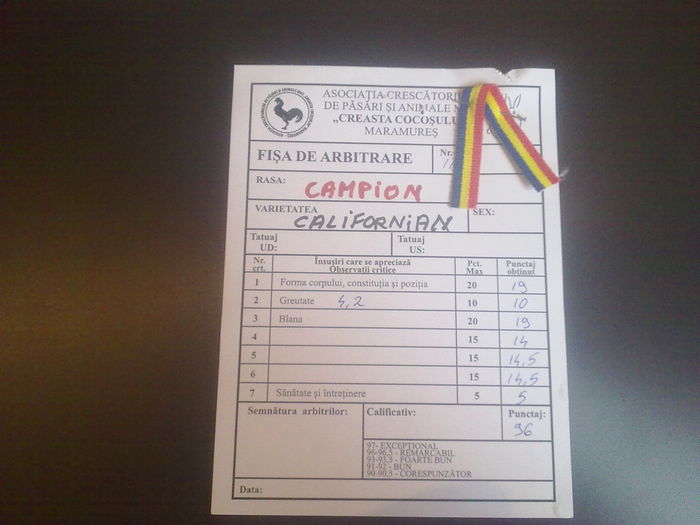 ASOCIAȚIA CRESCĂTORIL
DE PĂSĂRI ȘI ANIMALE M
„CREASTA COCOȘULU
MARAMUREȘ
FIȘA DE ARBITRARE Nr.
RASA: CAMPION
VARIETATEA CALIFORNIAN SEX:
Tatuaj UD: Tatuaj US:
Nr. crt. Însușiri care se apreciază Observații critice Pct. Max Punctaj obținut
1 Forma corpului, constituția și poziția 20 19
2 Greutate 4,2 10 10
3 Blana 20 19
4 15 14
5 15 14,5
6 15 14,5
7 Sănătate și întreținere 5 5
Semnătura arbitrilor: Calificativ: Punctaj:
96
97- EXCEPȚIONAL
96-96,5 - REMARCABIL
93-93,5 - FOARTE BUN
91-92 - BUN
90-90,5 - CORESPUNZĂTOR
Data: